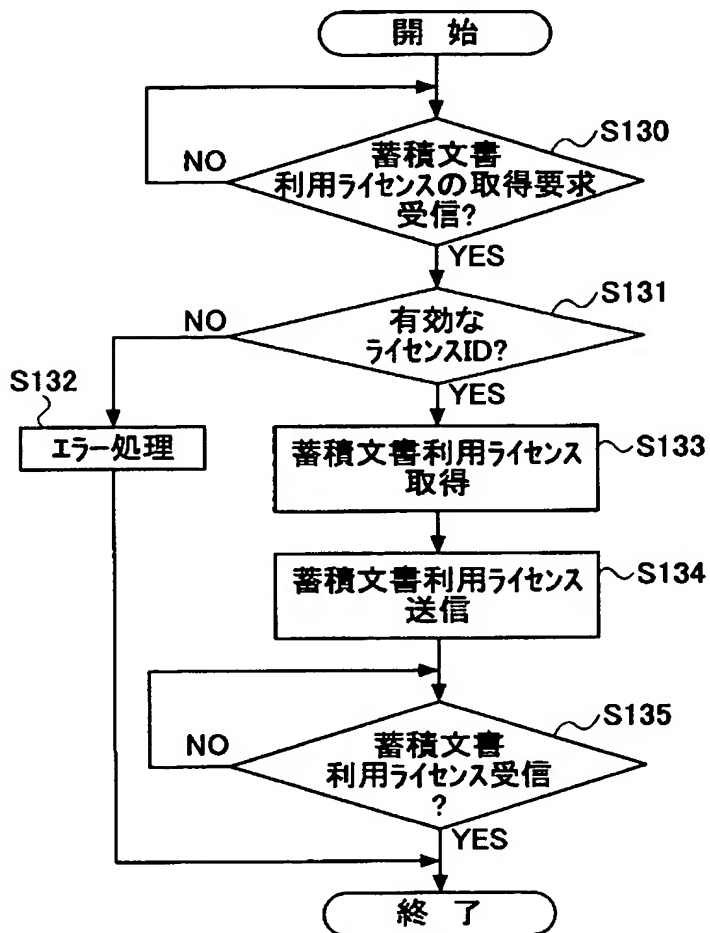 開 始
S130
NO
蓄積文書
利用ライセンスの取得要求
受信?
YES
S131
NO
有効な
ライセンスID?
YES
S132
エラー処理
蓄積文書利用ライセンス
取得
S133
蓄積文書利用ライセンス
送信
S134
S135
NO
蓄積文書
利用ライセンス受信
?
YES
終 了